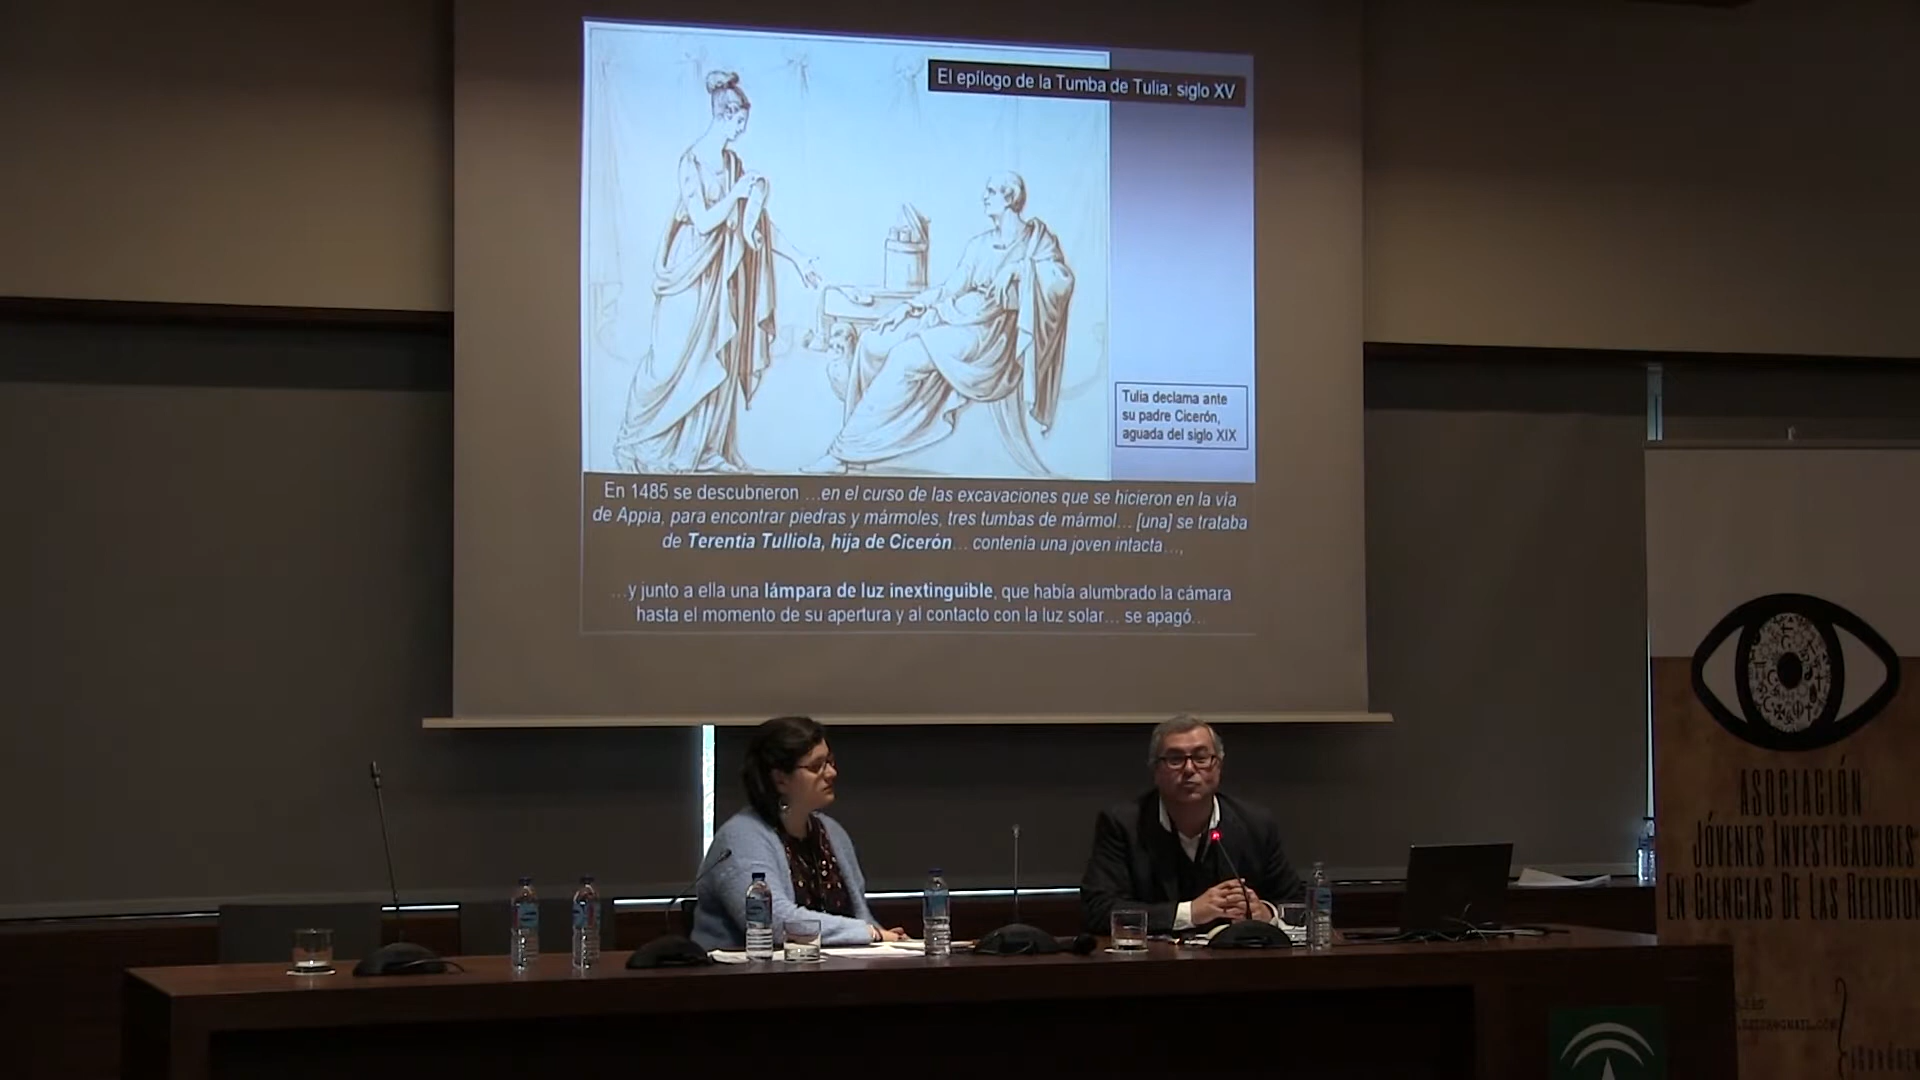 El epílogo de la Tumba de Tulia: siglo XV
Tulia declama ante
su padre Cicerón,
aguada del siglo XIX
En 1485 se descubrieron …en el curso de las excavaciones que se hicieron en la vía
de Appia, para encontrar piedras y mármoles, tres tumbas de mármol… [una] se trataba
de Terentia Tulliola, hija de Cicerón… contenía una joven intacta…,
…y junto a ella una lámpara de luz inextinguible, que había alumbrado la cámara
hasta el momento de su apertura y al contacto con la luz solar… se apagó…
ASOCIACIÓN
JÓVENES INVESTIGADORES
EN CIENCIAS DE LAS RELIGION